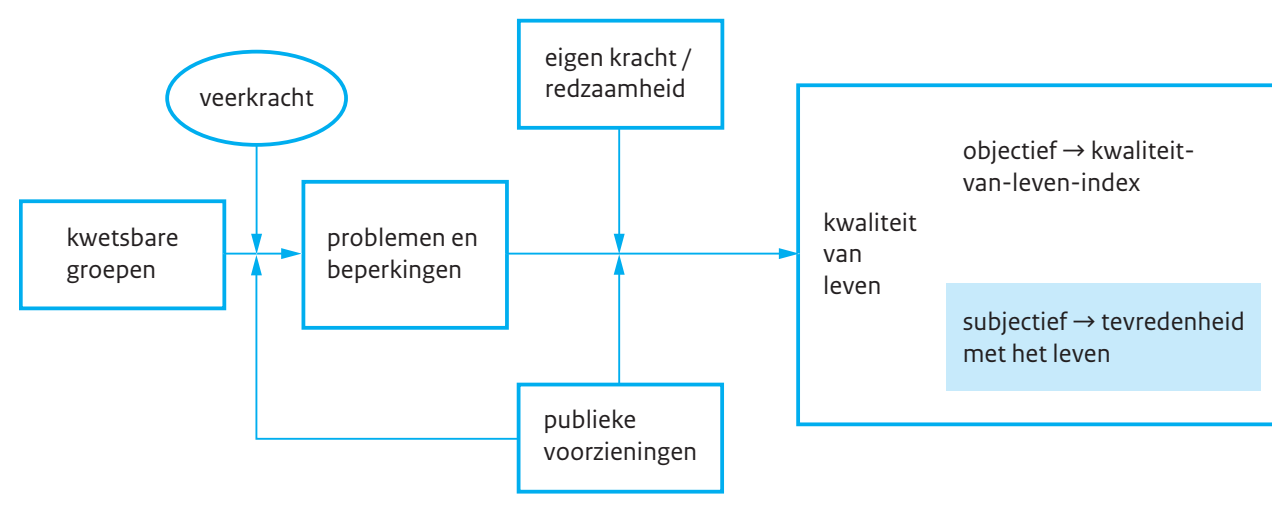 veerkracht
eigen kracht /
redzaamheid
kwetsbare
groepen
problemen en
beperkingen
publieke
voorzieningen
kwaliteit
van
leven
objectief → kwaliteit-
van-leven-index
subjectief → tevredenheid
met het leven